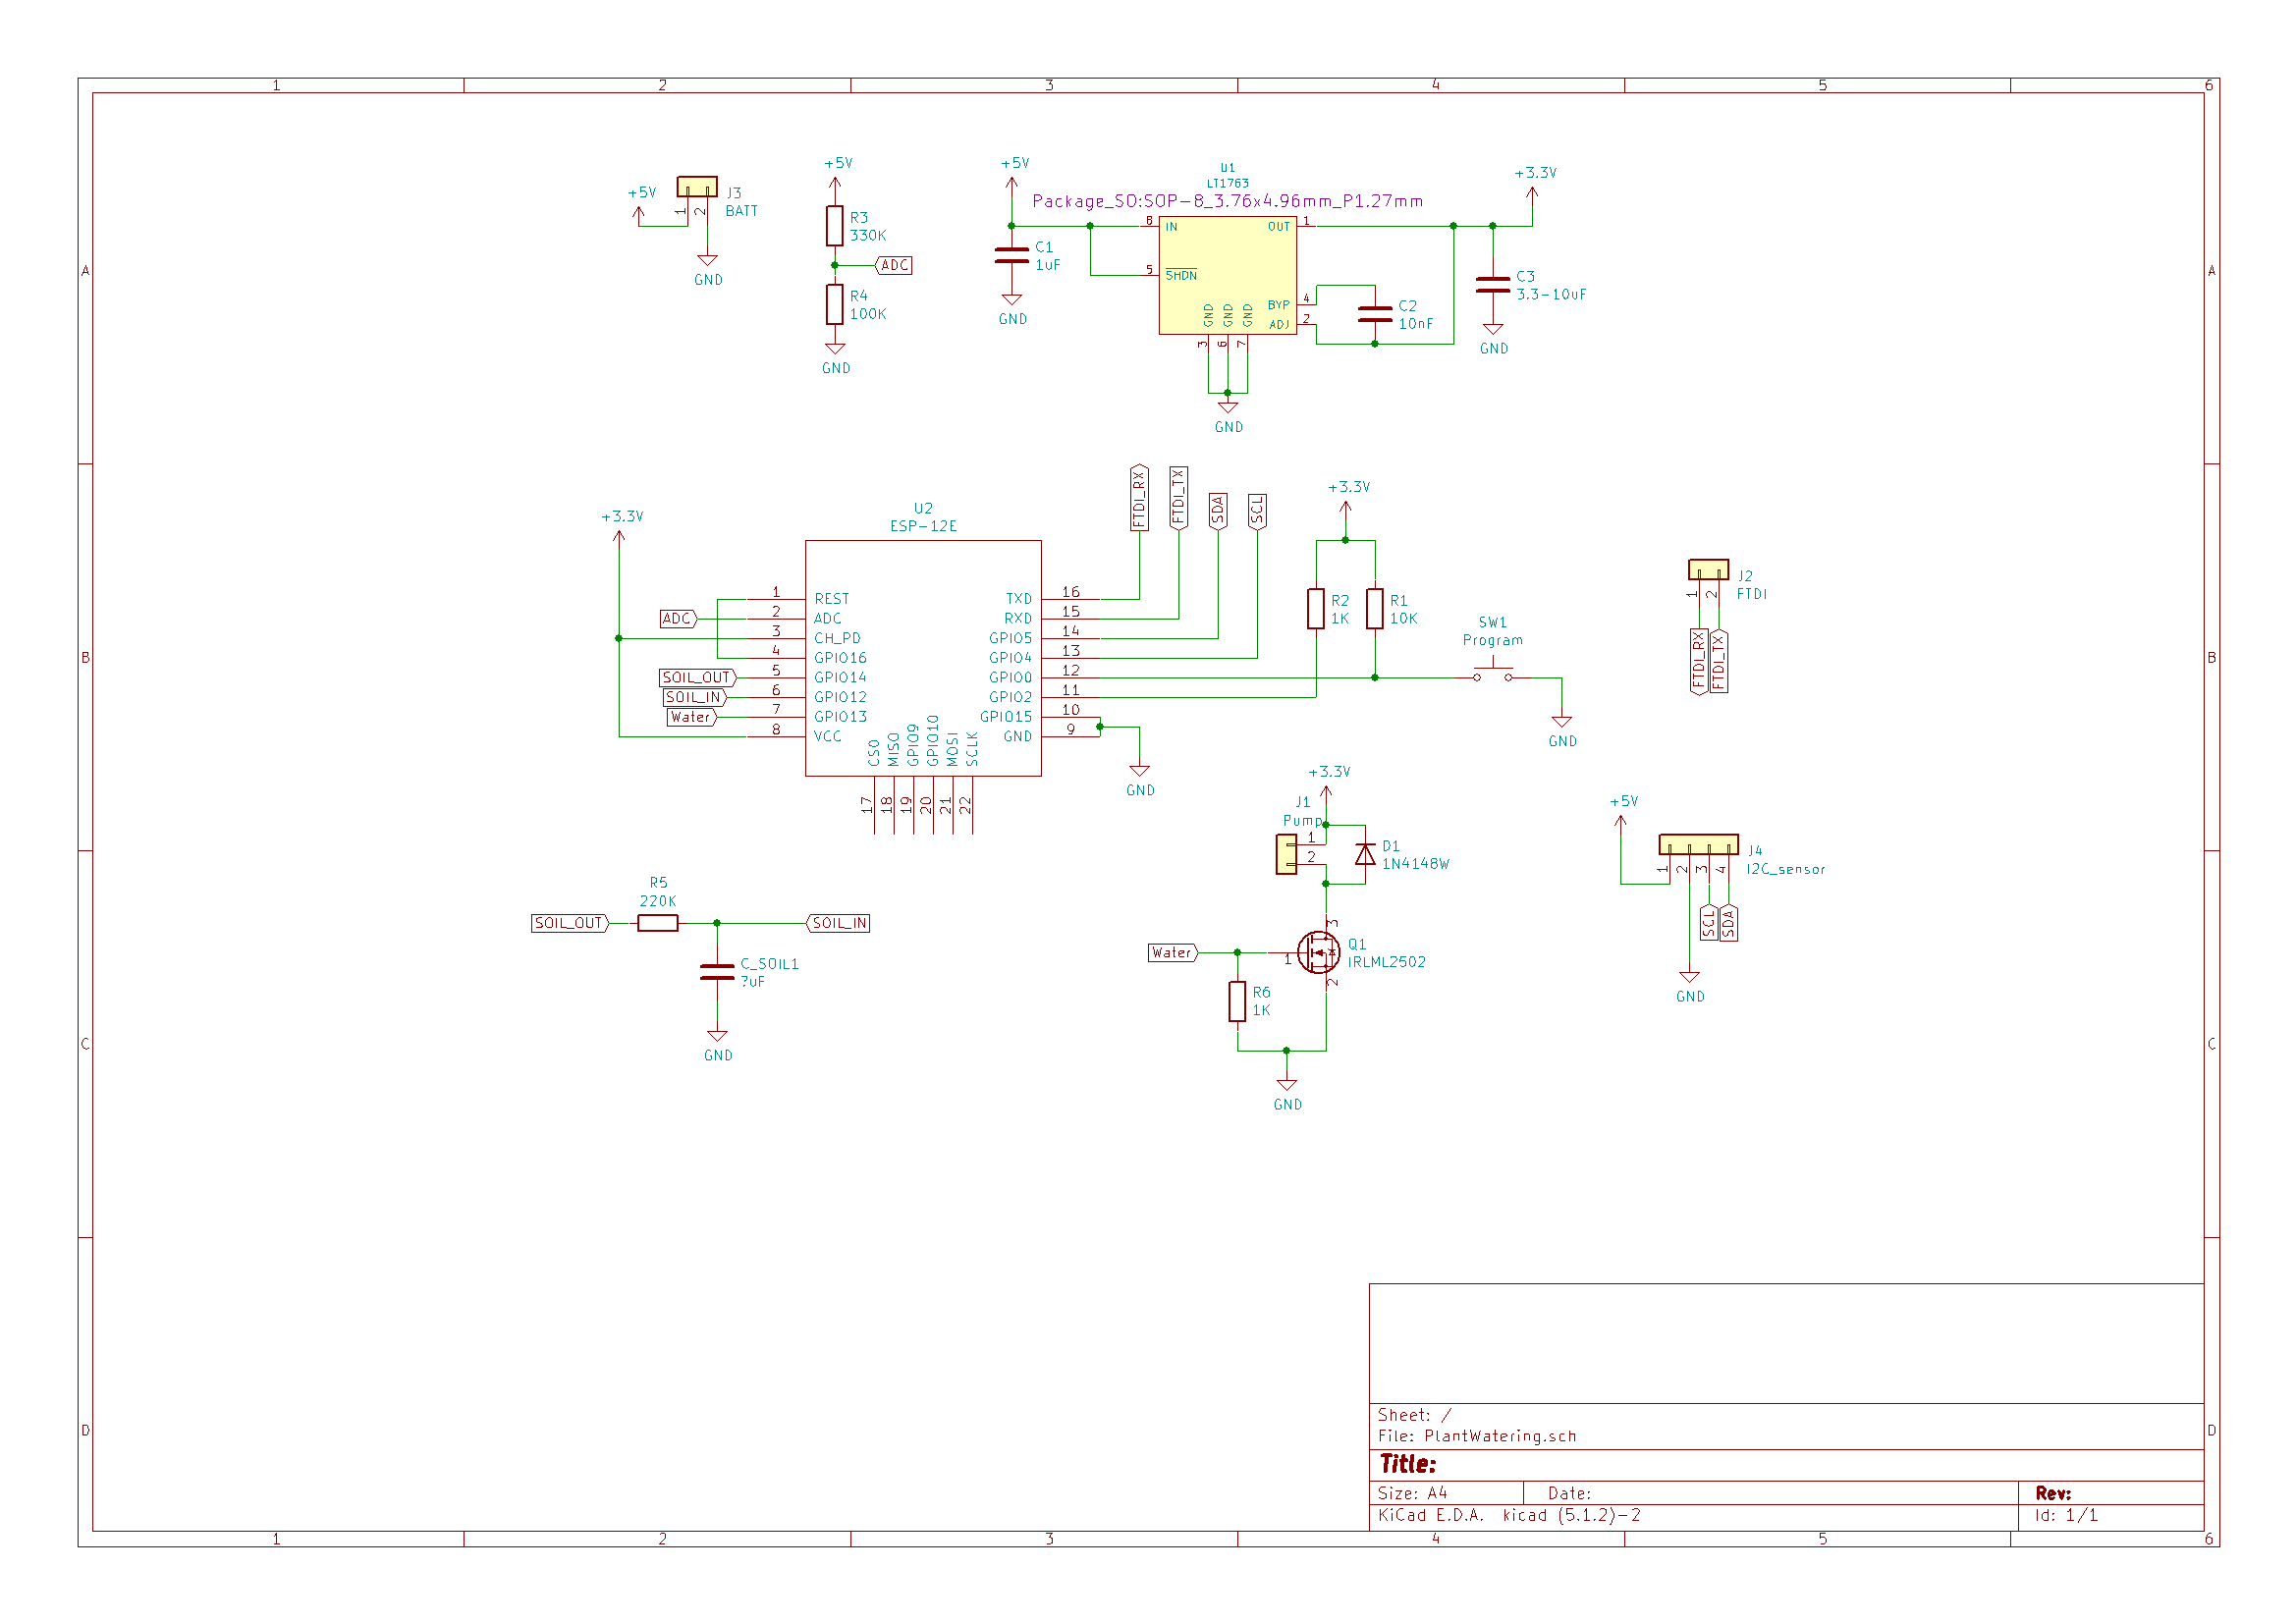 1 2 3 4 5 6
A A
B B
C C
D D
1 2 3 4 5 6
+5V
1
2
J3
BATT
GND
+5V
R3
330K
ADC
R4
100K
GND
+5V
C1
1uF
GND
U1
LT1763
Package_SO:SOP-8_3.76x4.96mm_P1.27mm
8 IN OUT 1
5 SHDN
BYP 4
ADJ 2
GND GND GND
3 6 7
GND
C2
10nF
+3.3V
C3
3.3-10uF
GND
+3.3V
U2
ESP-12E
1 REST TXD 16
ADC 2 ADC RXD 15
3 CH_PD GPIO5 14
4 GPIO16 GPIO4 13
SOIL_OUT 5 GPIO14 GPIO0 12
SOIL_IN 6 GPIO12 GPIO2 11
Water 7 GPIO13 GPIO15 10
8 VCC GND 9
CS0 MISO GPIO9 GPIO10 MOSI SCLK
17 18 19 20 21 22
FTDI_RX
FTDI_TX
SDA
SCL
GND
+3.3V
R2
1K
R1
10K
SW1
Program
GND
J2
FTDI
1
2
FTDI_RX
FTDI_TX
+3.3V
J1
Pump
1
2
D1
1N4148W
Water
1
3
2
Q1
IRLML2502
R6
1K
GND
+5V
J4
I2C_sensor
1
2
3
4
SCL
SDA
GND
R5
220K
SOIL_OUT
SOIL_IN
C_SOIL1
?uF
GND
Sheet: /
File: PlantWatering.sch
Title:
Size: A4 Date: Rev:
KiCad E.D.A. kicad (5.1.2)-2 Id: 1/1